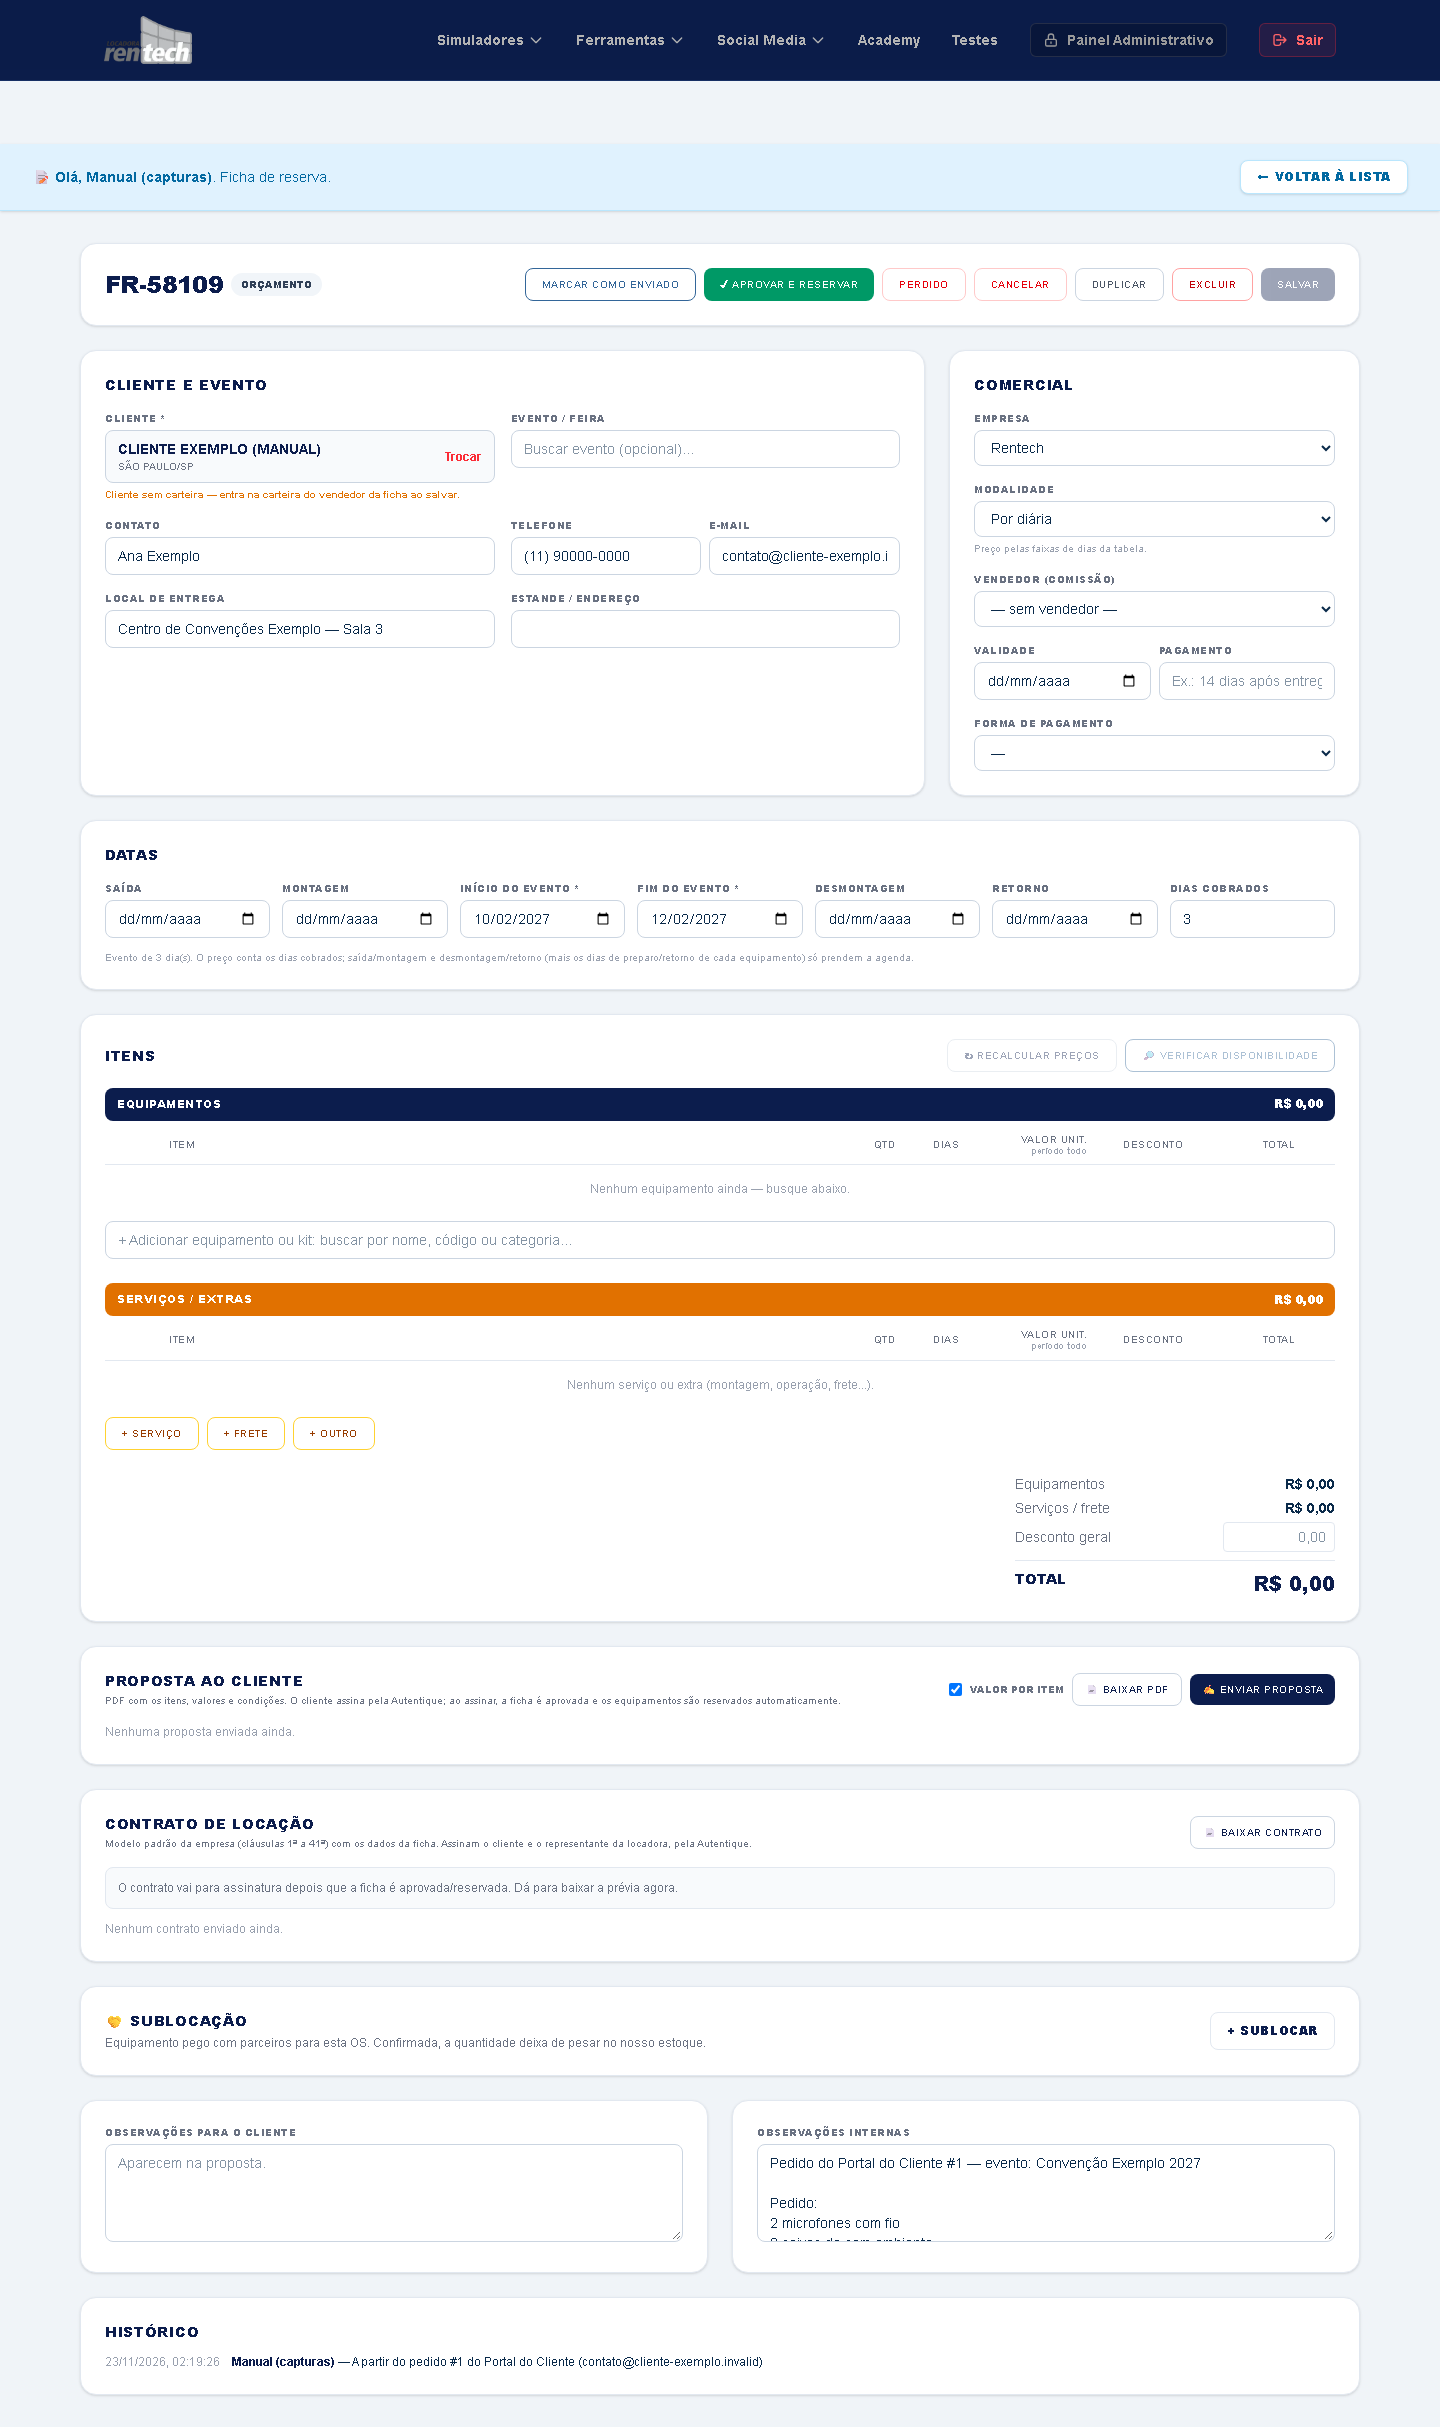 rentech
Simuladores
Ferramentas
Social Media
Academy
Testes
Painel Administrativo
Sair
Olá, Manual (capturas). Ficha de reserva.
← VOLTAR À LISTA
FR-58109 ORÇAMENTO
MARCAR COMO ENVIADO
✓ APROVAR E RESERVAR
PERDIDO
CANCELAR
DUPLICAR
EXCLUIR
SALVAR
CLIENTE E EVENTO
CLIENTE *
CLIENTE EXEMPLO (MANUAL)
SÃO PAULO/SP
Trocar
Cliente sem carteira — entra na carteira do vendedor da ficha ao salvar.
EVENTO / FEIRA
Buscar evento (opcional)...
CONTATO
Ana Exemplo
TELEFONE
(11) 90000-0000
E-MAIL
contato@cliente-exemplo.i
LOCAL DE ENTREGA
Centro de Convenções Exemplo — Sala 3
ESTANDE / ENDEREÇO
COMERCIAL
EMPRESA
Rentech
MODALIDADE
Por diária
Preço pelas faixas de dias da tabela.
VENDEDOR (COMISSÃO)
— sem vendedor —
VALIDADE
dd/mm/aaaa
PAGAMENTO
Ex.: 14 dias após entreg
FORMA DE PAGAMENTO
—
DATAS
SAÍDA
dd/mm/aaaa
MONTAGEM
dd/mm/aaaa
INÍCIO DO EVENTO *
10/02/2027
FIM DO EVENTO *
12/02/2027
DESMONTAGEM
dd/mm/aaaa
RETORNO
dd/mm/aaaa
DIAS COBRADOS
3
Evento de 3 dia(s). O preço conta os dias cobrados; saída/montagem e desmontagem/retorno (mais os dias de preparo/retorno de cada equipamento) só prendem a agenda.
ITENS
↻ RECALCULAR PREÇOS
VERIFICAR DISPONIBILIDADE
EQUIPAMENTOS R$ 0,00
ITEM QTD DIAS VALOR UNIT. DESCONTO TOTAL
período todo
Nenhum equipamento ainda — busque abaixo.
+ Adicionar equipamento ou kit: buscar por nome, código ou categoria...
SERVIÇOS / EXTRAS R$ 0,00
ITEM QTD DIAS VALOR UNIT. DESCONTO TOTAL
período todo
Nenhum serviço ou extra (montagem, operação, frete...).
+ SERVIÇO
+ FRETE
+ OUTRO
Equipamentos R$ 0,00
Serviços / frete R$ 0,00
Desconto geral 0,00
TOTAL R$ 0,00
PROPOSTA AO CLIENTE
PDF com os itens, valores e condições. O cliente assina pela Autentique; ao assinar, a ficha é aprovada e os equipamentos são reservados automaticamente.
VALOR POR ITEM
BAIXAR PDF
ENVIAR PROPOSTA
Nenhuma proposta enviada ainda.
CONTRATO DE LOCAÇÃO
Modelo padrão da empresa (cláusulas 1ª a 41ª) com os dados da ficha. Assinam o cliente e o representante da locadora, pela Autentique.
BAIXAR CONTRATO
O contrato vai para assinatura depois que a ficha é aprovada/reservada. Dá para baixar a prévia agora.
Nenhum contrato enviado ainda.
SUBLOCAÇÃO
Equipamento pego com parceiros para esta OS. Confirmada, a quantidade deixa de pesar no nosso estoque.
+ SUBLOCAR
OBSERVAÇÕES PARA O CLIENTE
Aparecem na proposta.
OBSERVAÇÕES INTERNAS
Pedido do Portal do Cliente #1 — evento: Convenção Exemplo 2027
Pedido:
2 microfones com fio
HISTÓRICO
23/11/2026, 02:19:26 Manual (capturas) — A partir do pedido #1 do Portal do Cliente (contato@cliente-exemplo.invalid)